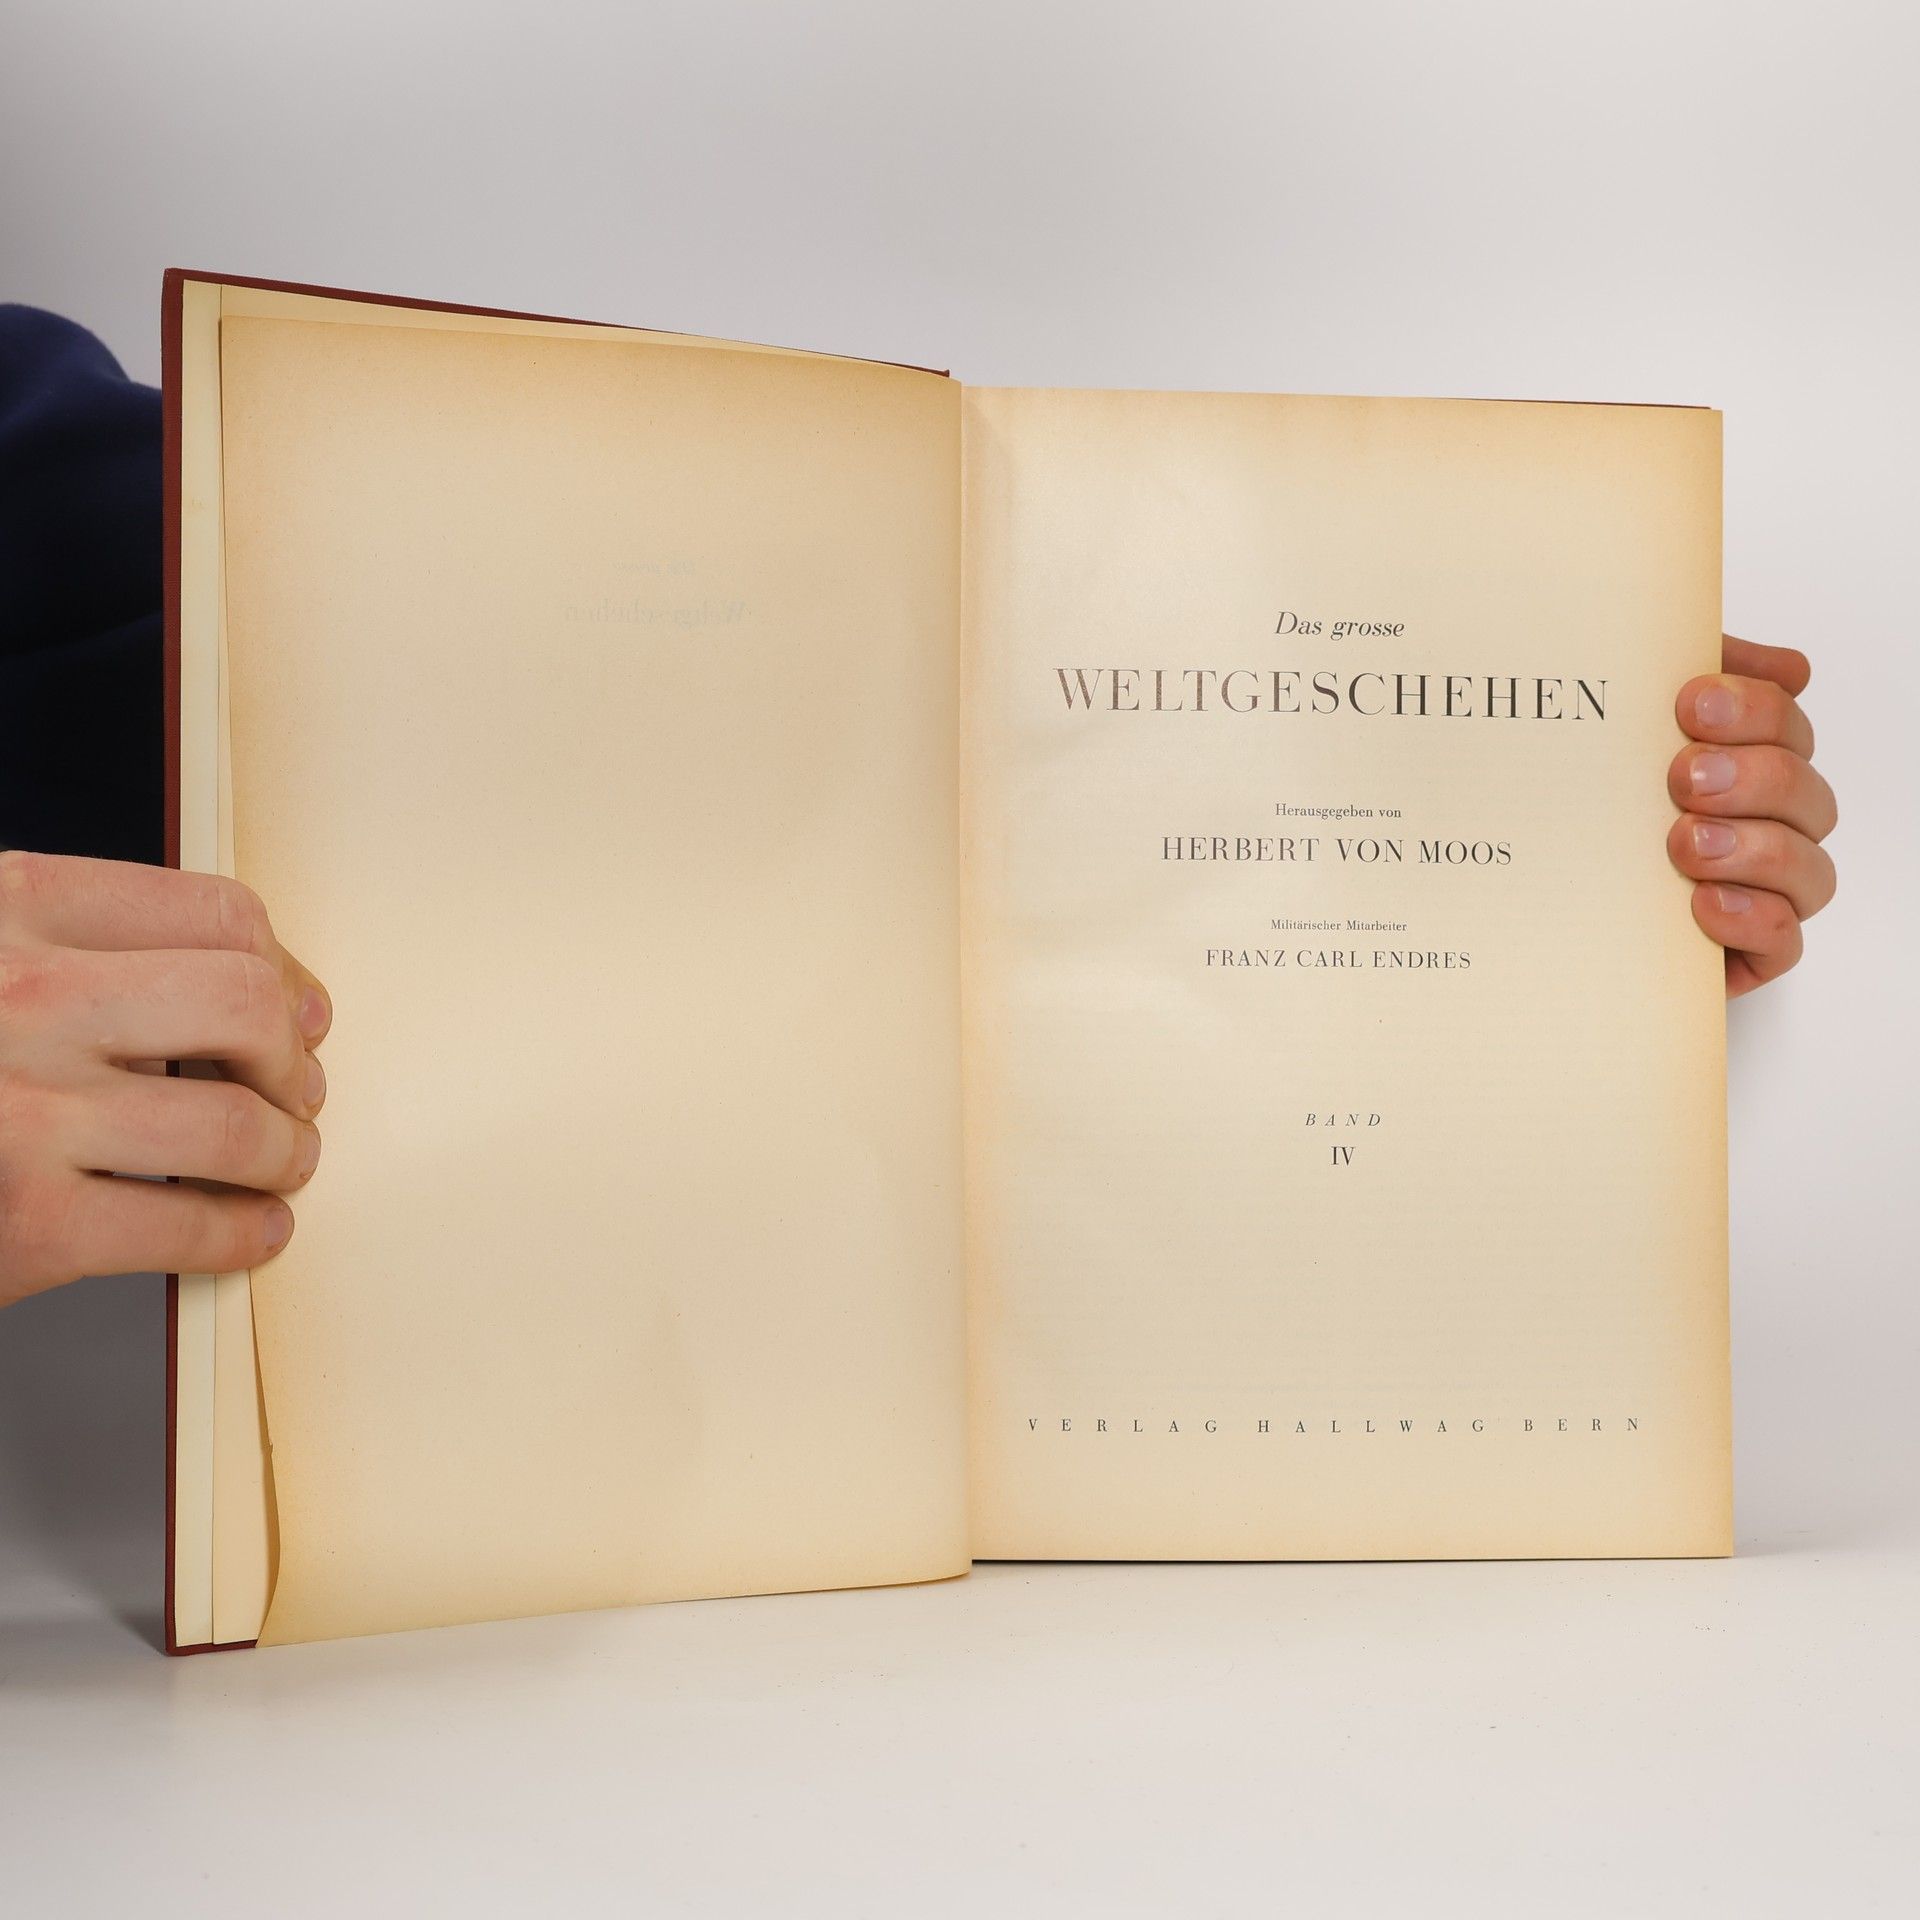 Das grosse
WELTGESCHEHEN
Herausgegeben von
HERBERT VON MOOS
Militärischer Mitarbeiter
FRANZ CARL ENDRES
BAND
IV
VERLAG HALLWAG BERN